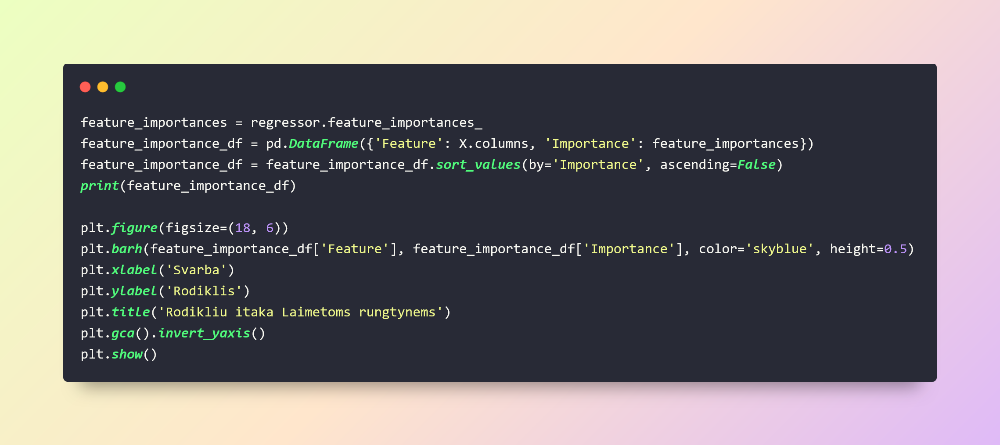 feature_importances = regressor.feature_importances_
feature_importance_df = pd.DataFrame({'Feature': X.columns, 'Importance': feature_importances})
feature_importance_df = feature_importance_df.sort_values(by='Importance', ascending=False)
print(feature_importance_df)

plt.figure(figsize=(18, 6))
plt.barh(feature_importance_df['Feature'], feature_importance_df['Importance'], color='skyblue', height=0.5)
plt.xlabel('Svarba')
plt.ylabel('Rodiklis')
plt.title('Rodikliu itaka Laimetoms rungtynems')
plt.gca().invert_yaxis()
plt.show()